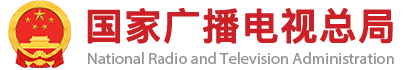 国家广播电视总局
National Radio and Television Administration